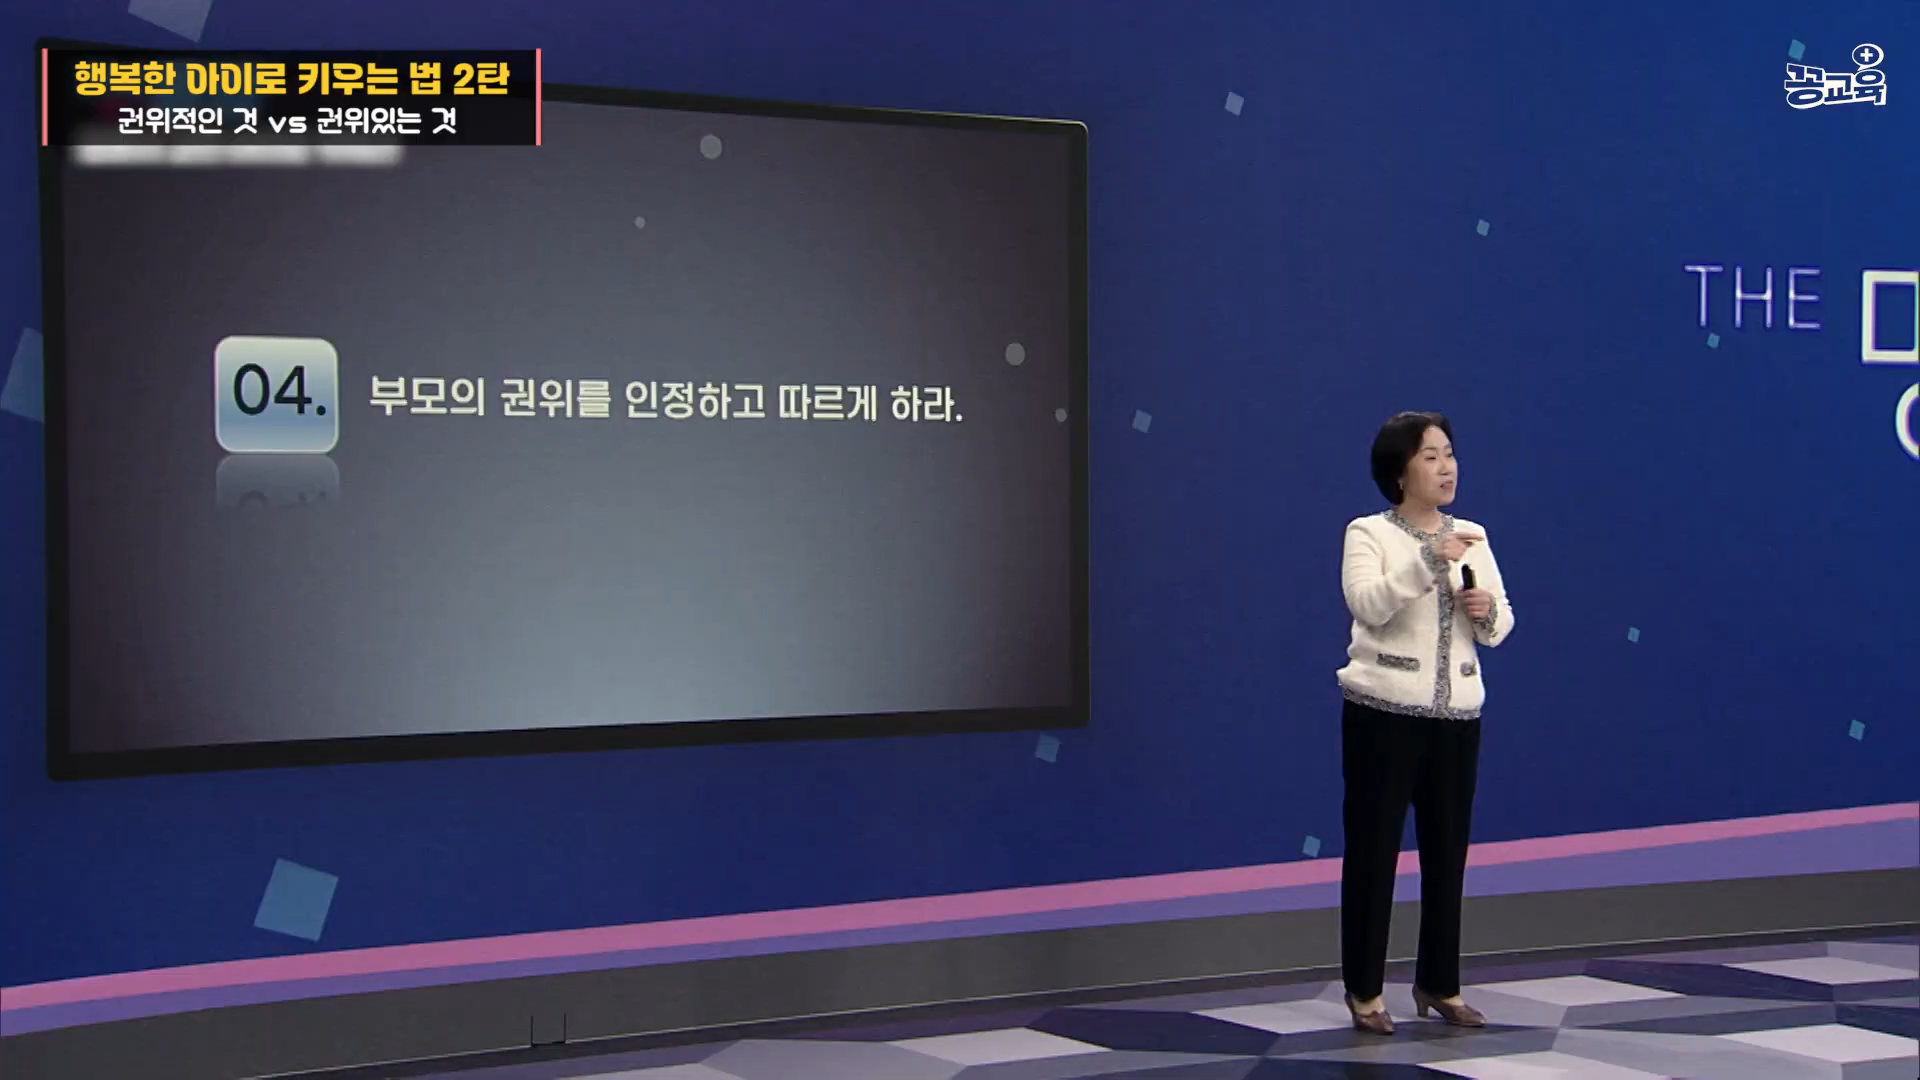 행복한 아이로 키우는 법 2탄
권위적인 것 vs 권위있는 것
끙교육
THE
04. 부모의 권위를 인정하고 따르게 하라.